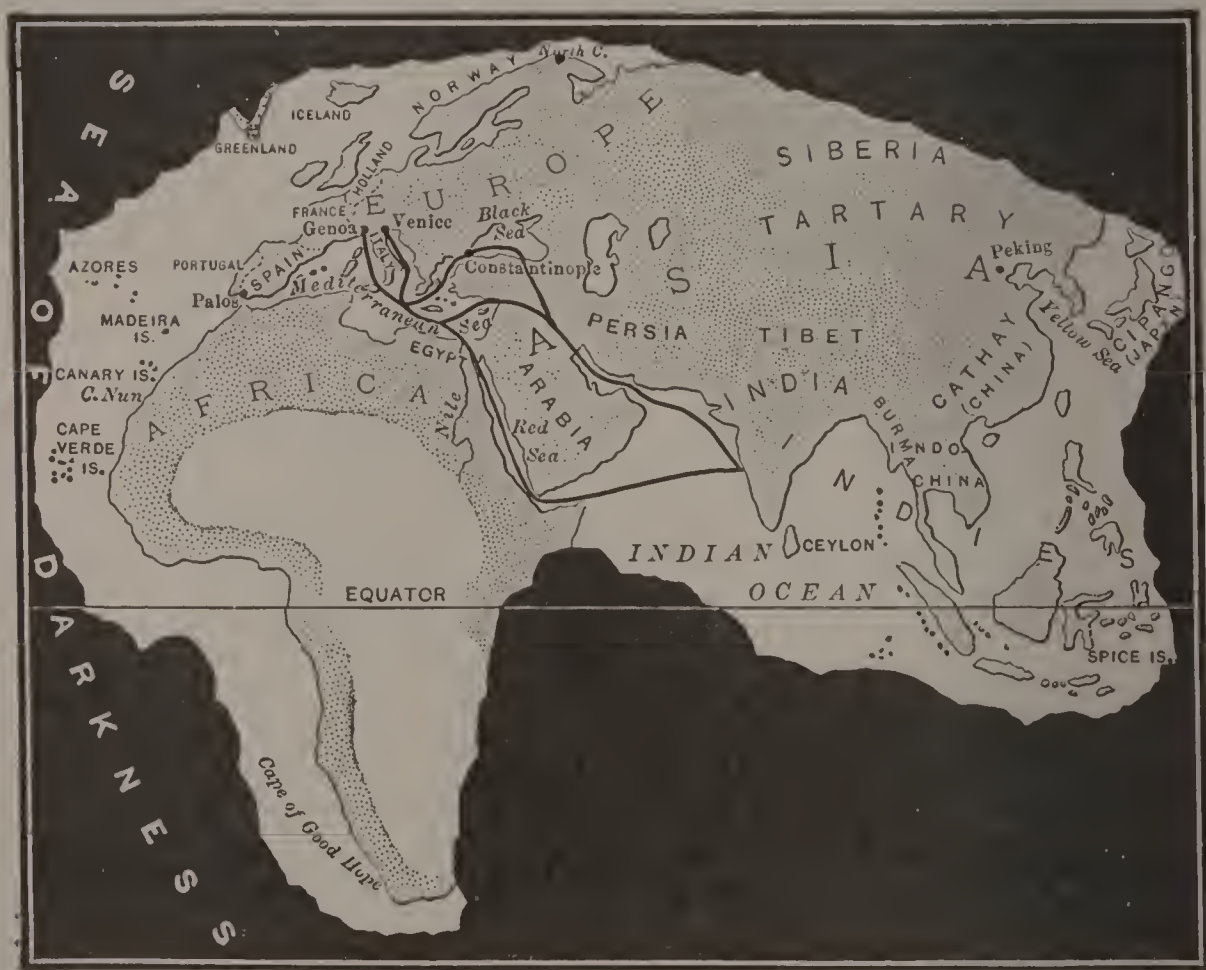 SEA OF DARKNESS
North C.
NORWAY
ICELAND
GREENLAND
HOLLAND
EUROPE
SIBERIA
TARTARY
FRANCE
Genoa
Venice
ITALY
Black
Sea
Constantinople
Peking
AZORES
PORTUGAL
SPAIN
Palos
Mediterranean
Sea
MADEIRA
IS.
ASIA
PERSIA
TIBET
CATHAY
(CHINA)
Yellow Sea
CIPANGO
(JAPAN)
EGYPT
CANARY IS.
C. Nun
AFRICA
Nile
ARABIA
Red
Sea
INDIA
BURMA
INDO-
CHINA
CAPE
VERDE
IS.
INDIES
INDIAN
OCEAN
CEYLON
EQUATOR
SPICE IS.
Cape of Good Hope